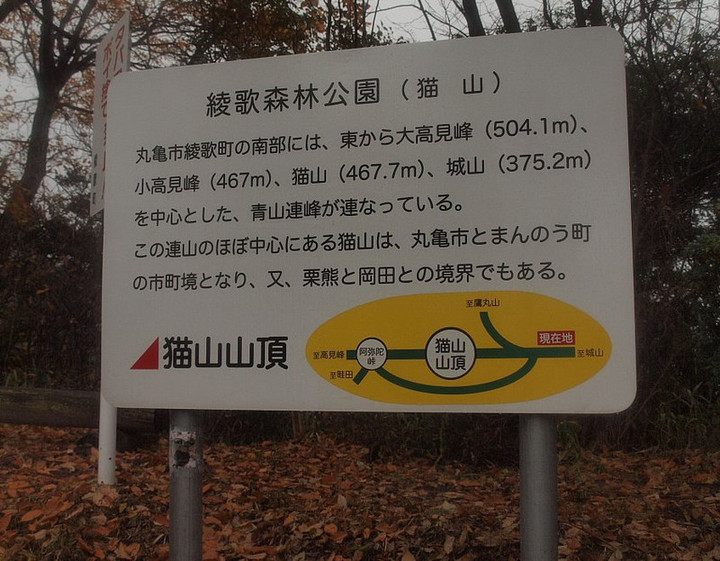 綾歌森林公園（猫　山）
丸亀市綾歌町の南部には、東から大高見峰（504.1m）、
小高見峰（467m）、猫山（467.7m）、城山（375.2m）
を中心とした、青山連峰が連なっている。
この連山のほぼ中心にある猫山は、丸亀市とまんのう町
の市町境となり、又、栗熊と岡田との境界でもある。
猫山山頂
至鷹丸山
現在地
至高見峰
阿弥陀
峠
猫山
山頂
至城山
至畦田